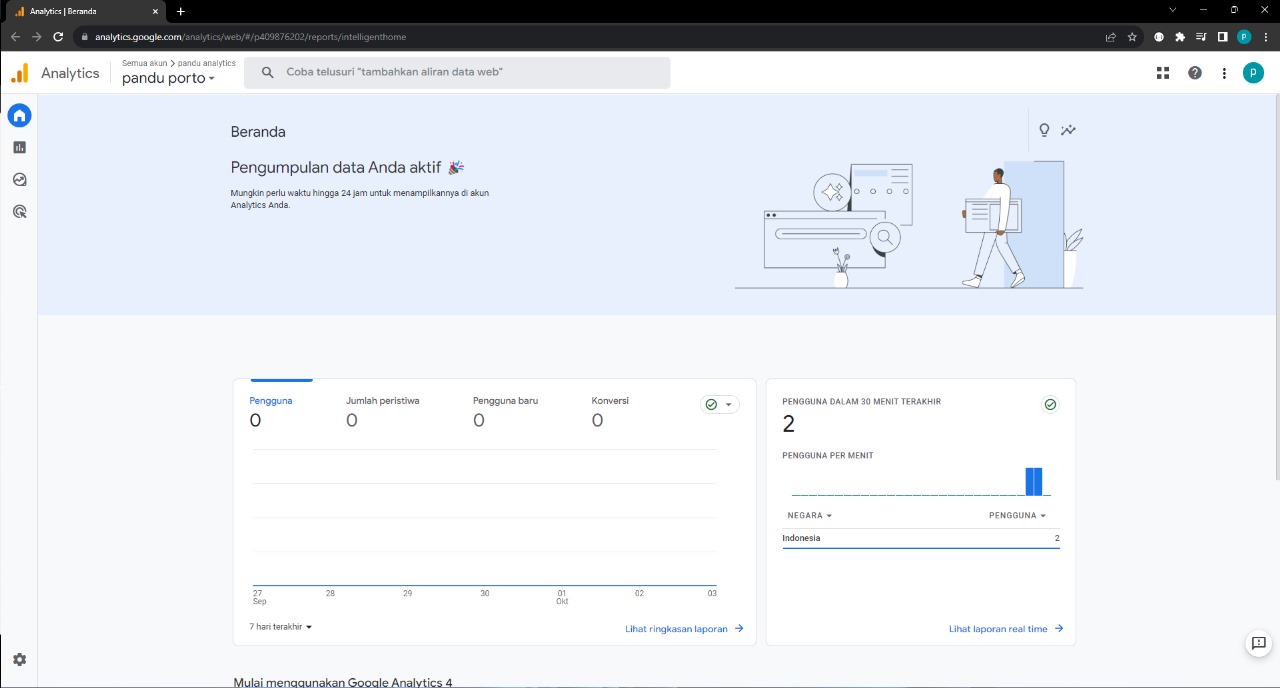 Analytics | Beranda
analytics.google.com/analytics/web/#/p409876202/reports/intelligenthome
P
Analytics
Semua akun > pandu analytics
pandu porto
Coba telusuri "tambahkan aliran data web"
P
Beranda
Pengumpulan data Anda aktif 🎉
Mungkin perlu waktu hingga 24 jam untuk menampilkannya di akun
Analytics Anda.
Pengguna
0
Jumlah peristiwa
0
Pengguna baru
0
Konversi
0
27
Sep
28
29
30
01
Okt
02
03
7 hari terakhir
Lihat ringkasan laporan
PENGGUNA DALAM 30 MENIT TERAKHIR
2
PENGGUNA PER MENIT
NEGARA
PENGGUNA
Indonesia
2
Lihat laporan real time
Mulai menggunakan Google Analytics 4